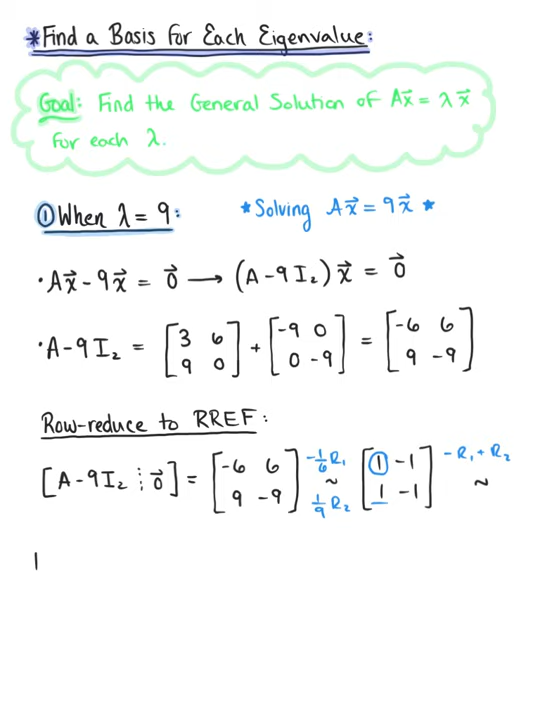 *Find a Basis for Each Eigenvalue:
Goal: Find the General Solution of Ax⃗ = λx⃗
for each λ.
① When λ = 9: *Solving Ax⃗ = 9x⃗ *
• Ax⃗ - 9x⃗ = 0⃗ → (A - 9I₂)x⃗ = 0⃗
• A - 9I₂ = [3 6; 9 0] + [-9 0; 0 -9] = [-6 6; 9 -9]
Row-reduce to RREF:
[A - 9I₂ ⋮ 0⃗] = [-6 6; 9 -9] -1/6 R₁ ~ 1/9 R₂ [1 -1; 1 -1] -R₁ + R₂ ~